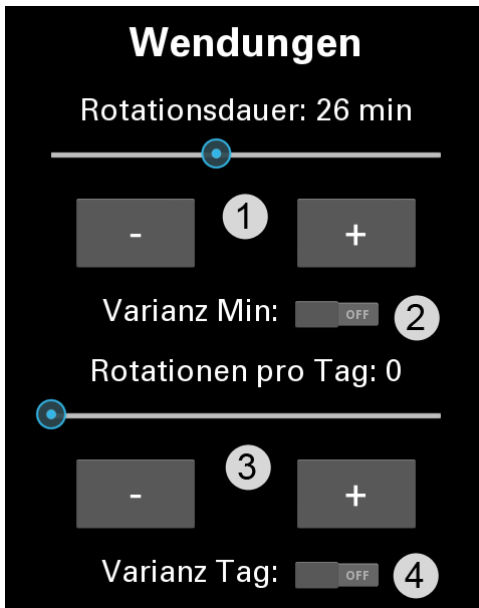 Wendungen
Rotationsdauer: 26 min
- 1 +
Varianz Min: OFF 2
Rotationen pro Tag: 0
- 3 +
Varianz Tag: OFF 4